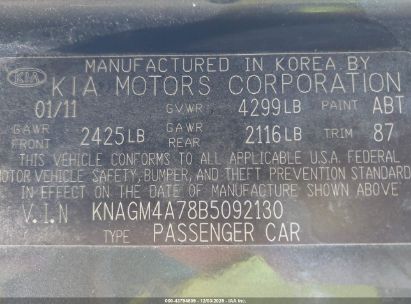 MANUFACTURED IN KOREA BY
KIA KIA MOTORS CORPORATION
01/11 GVWR 4299LB PAINT ABT
GAWR FRONT 2425LB GAWR REAR 2116LB TRIM 87
THIS VEHICLE CONFORMS TO ALL APPLICABLE U.S.A. FEDERAL
MOTOR VEHICLE SAFETY, BUMPER, AND THEFT PREVENTION STANDARDS
IN EFFECT ON THE DATE OF MANUFACTURE SHOWN ABOVE
V.I.N KNAGM4A78B5092130
TYPE PASSENGER CAR